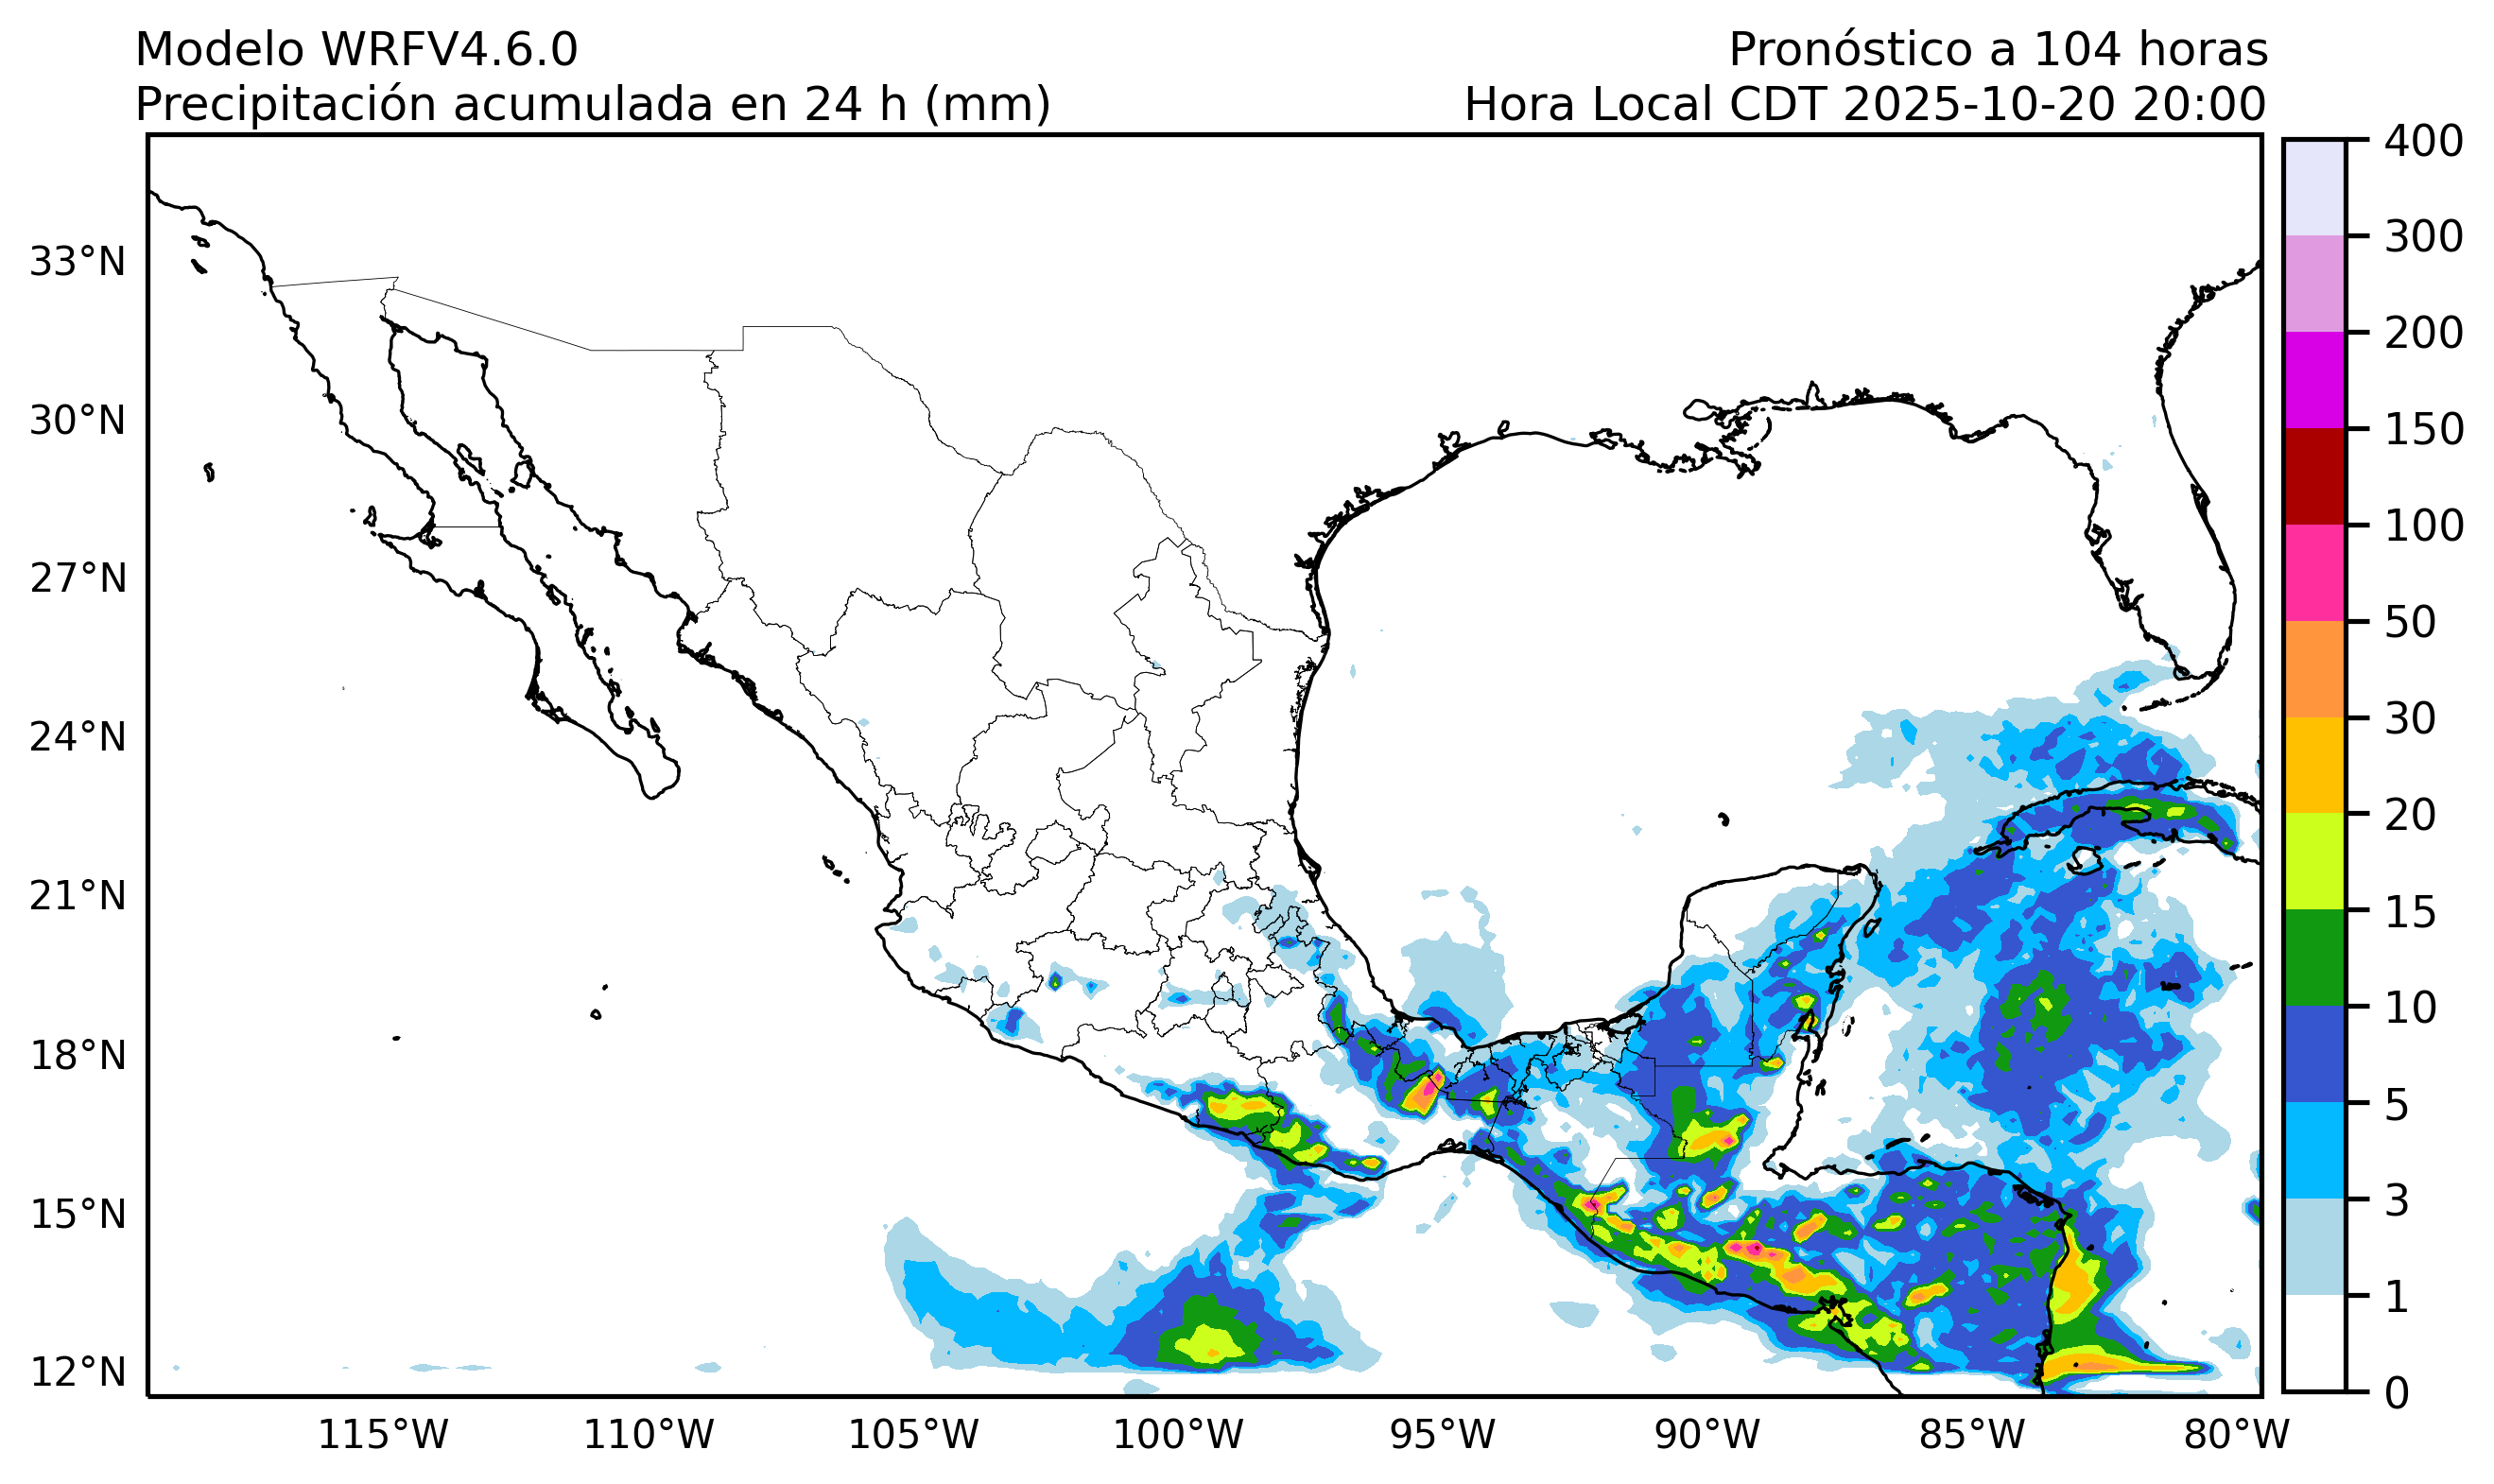 Modelo WRFV4.6.0
Pronóstico a 104 horas
Precipitación acumulada en 24 h (mm)
Hora Local CDT 2025-10-20 20:00
33°N
30°N
27°N
24°N
21°N
18°N
15°N
12°N
115°W
110°W
105°W
100°W
95°W
90°W
85°W
80°W
400
300
200
150
100
50
30
20
15
10
5
3
1
0